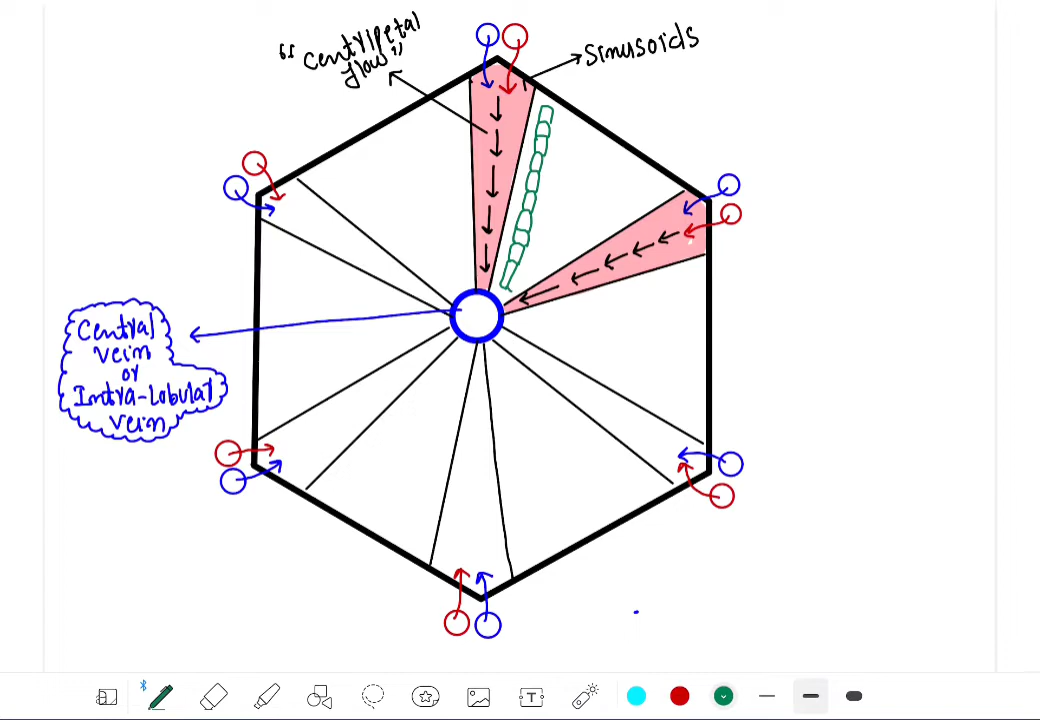 "Centripetal
flow"
Sinusoids
Central
Vein
or
Intra-Lobular
Vein
T